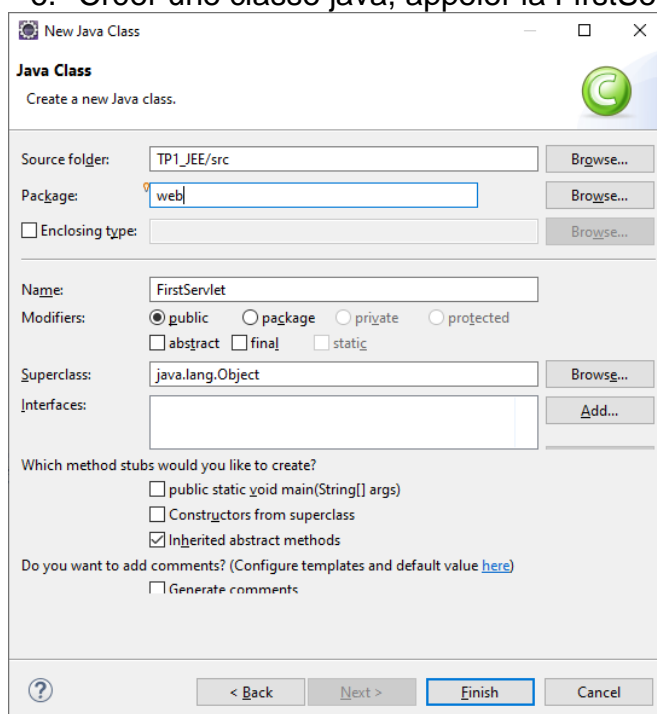 New Java Class
Java Class
Create a new Java class.
Source folder: TP1_JEE/src Browse...
Package: web Browse...
Enclosing type: Browse...
Name: FirstServlet
Modifiers: public package private protected
abstract final static
Superclass: java.lang.Object Browse...
Interfaces: Add...
Which method stubs would you like to create?
public static void main(String[] args)
Constructors from superclass
Inherited abstract methods
Do you want to add comments? (Configure templates and default value here)
Generate comments
< Back Next > Finish Cancel